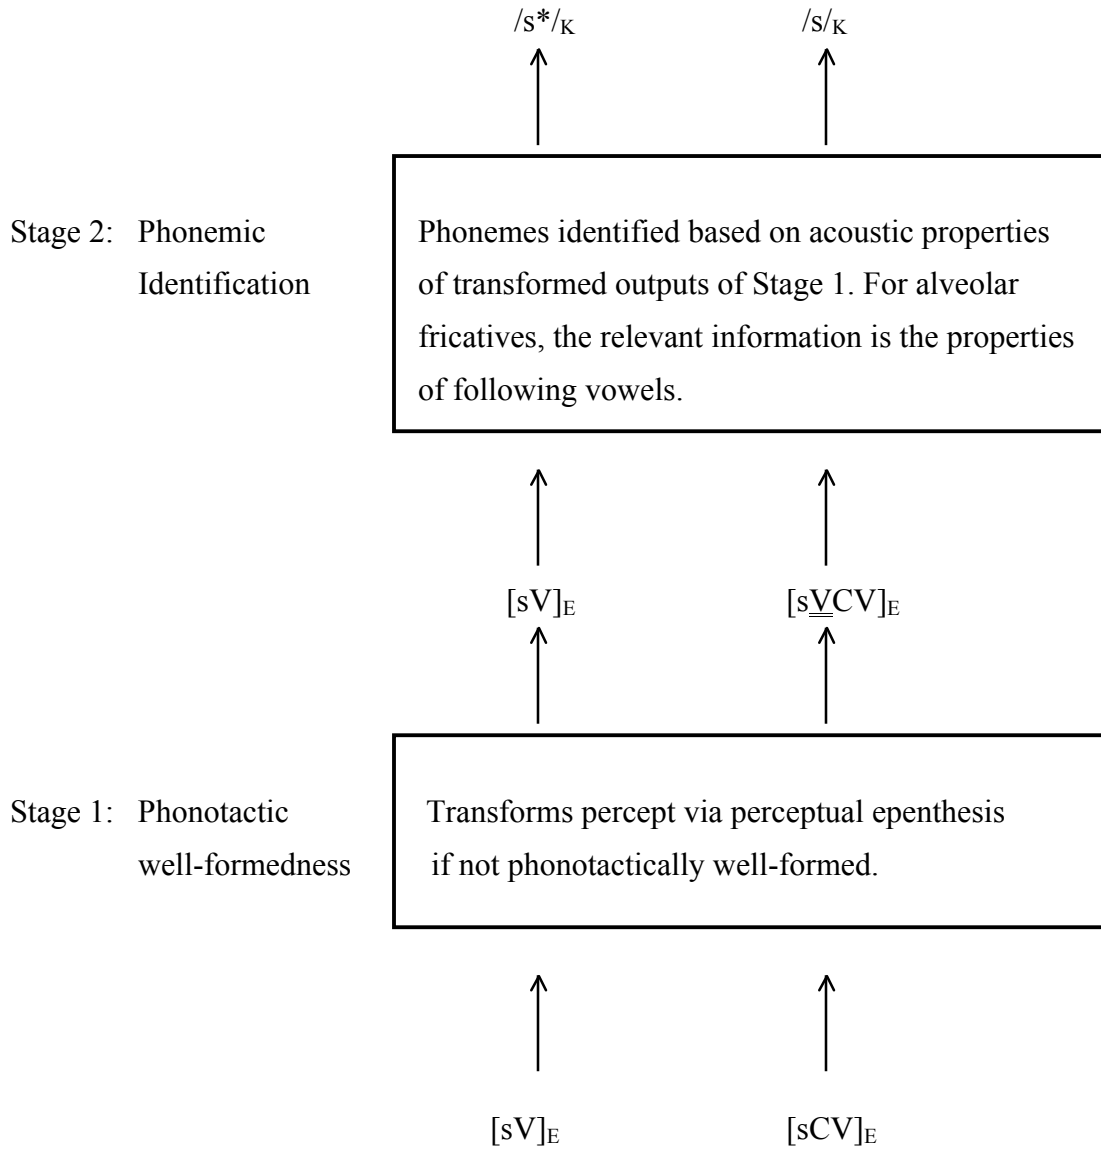 /s*/K /s/K
Stage 2: Phonemic Identification
Phonemes identified based on acoustic properties
of transformed outputs of Stage 1. For alveolar
fricatives, the relevant information is the properties
of following vowels.
[sV]E [sVCV]E
Stage 1: Phonotactic well-formedness
Transforms percept via perceptual epenthesis
if not phonotactically well-formed.
[sV]E [sCV]E